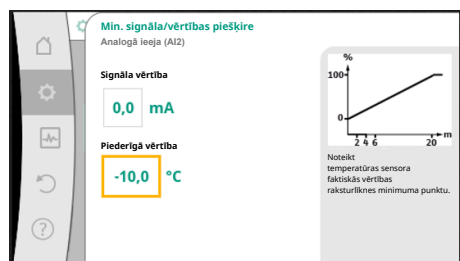 Min. signāla/vērtības piešķire
Analogā ieeja (AI2)
Signāla vērtība
0,0 mA
Piederīgā vērtība
-10,0 °C
%
100
0
2 4 6 20
m
Noteikt
temperatūras sensora
faktiskās vērtības
raksturlīknes minimuma punktu.